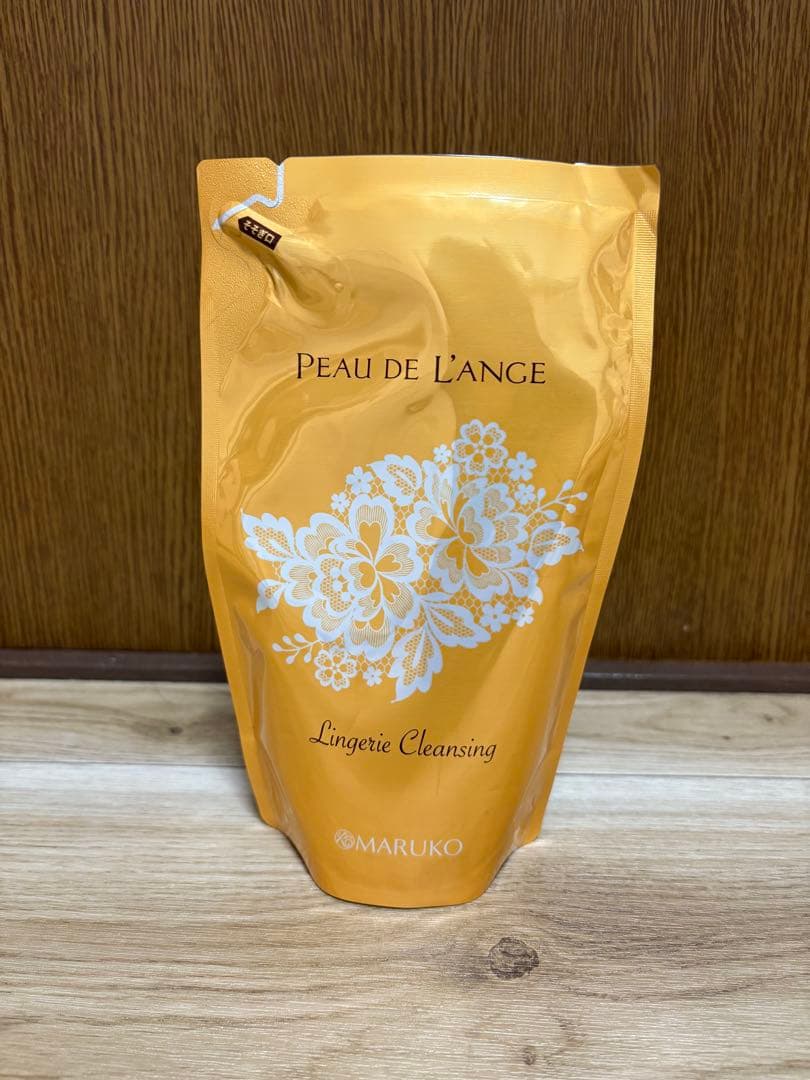 そそぎ口
PEAU DE L'ANGE
Lingerie Cleansing
MARUKO